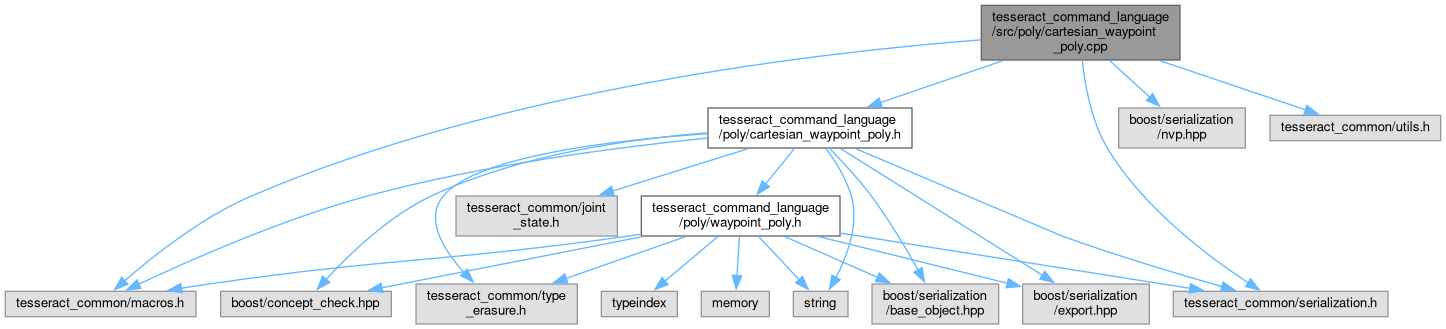 tesseract_command_language
/src/poly/cartesian_waypoint
_poly.cpp
tesseract_command_language
/poly/cartesian_waypoint_poly.h
boost/serialization
/nvp.hpp
tesseract_common/utils.h
tesseract_common/joint
_state.h
tesseract_command_language
/poly/waypoint_poly.h
tesseract_common/macros.h
boost/concept_check.hpp
tesseract_common/type
_erasure.h
typeindex
memory
string
boost/serialization
/base_object.hpp
boost/serialization
/export.hpp
tesseract_common/serialization.h